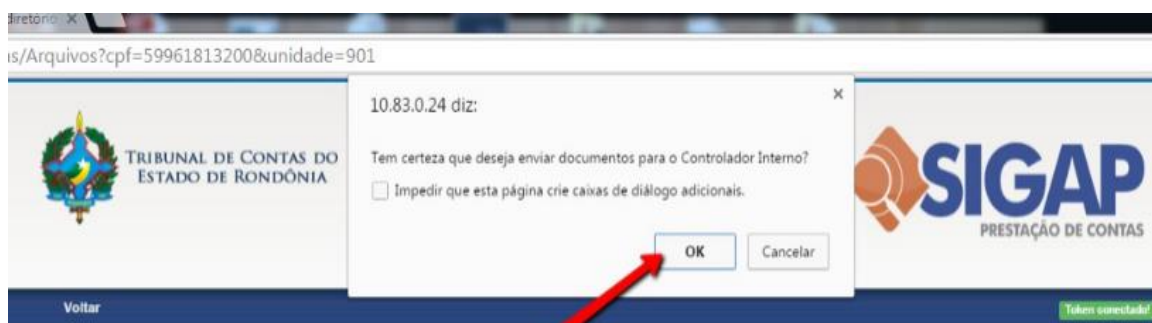 diretório ×
as/Arquivos?cpf=59961813200&unidade=901
10.83.0.24 diz:
×
Tem certeza que deseja enviar documentos para o Controlador Interno?
Impedir que esta página crie caixas de diálogo adicionais.
OK
Cancelar
TRIBUNAL DE CONTAS DO
ESTADO DE RONDÔNIA
SIGAP
PRESTAÇÃO DE CONTAS
Voltar
Token conectado!